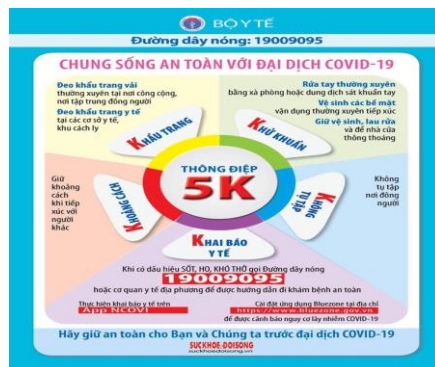 BỘ Y TẾ
Đường dây nóng: 19009095
CHUNG SỐNG AN TOÀN VỚI ĐẠI DỊCH COVID-19
Đeo khẩu trang vải
thường xuyên tại nơi công cộng,
nơi tập trung đông người
Đeo khẩu trang y tế
tại các cơ sở y tế,
khu cách ly
Rửa tay thường xuyên
bằng xà phòng hoặc dung dịch sát khuẩn tay
Vệ sinh các bề mặt
vận dụng thường xuyên tiếp xúc
Giữ vệ sinh, lau rửa
và để nhà cửa
thông thoáng
KHẨU TRANG
KHỬ KHUẨN
THÔNG ĐIỆP
5K
Giữ
khoảng
cách
khi tiếp
xúc với
người
khác
KHOẢNG CÁCH
KHÔNG
TỤ TẬP
Không
tụ tập
nơi đông
người
KHAI BÁO
Y TẾ
Khi có dấu hiệu SỐT, HO, KHÓ THỞ gọi Đường dây nóng
19009095
hoặc cơ quan y tế địa phương để được hướng dẫn đi khám bệnh an toàn
Thực hiện khai báo y tế trên
App NCOVI
Cài đặt ứng dụng Bluezone tại địa chỉ
https://www.bluezone.gov.vn
để được cảnh báo nguy cơ lây nhiễm COVID-19
Hãy giữ an toàn cho Bạn và Chúng ta trước đại dịch COVID-19
SUCKHOE-DOISONG
suckhoedoisong.vn